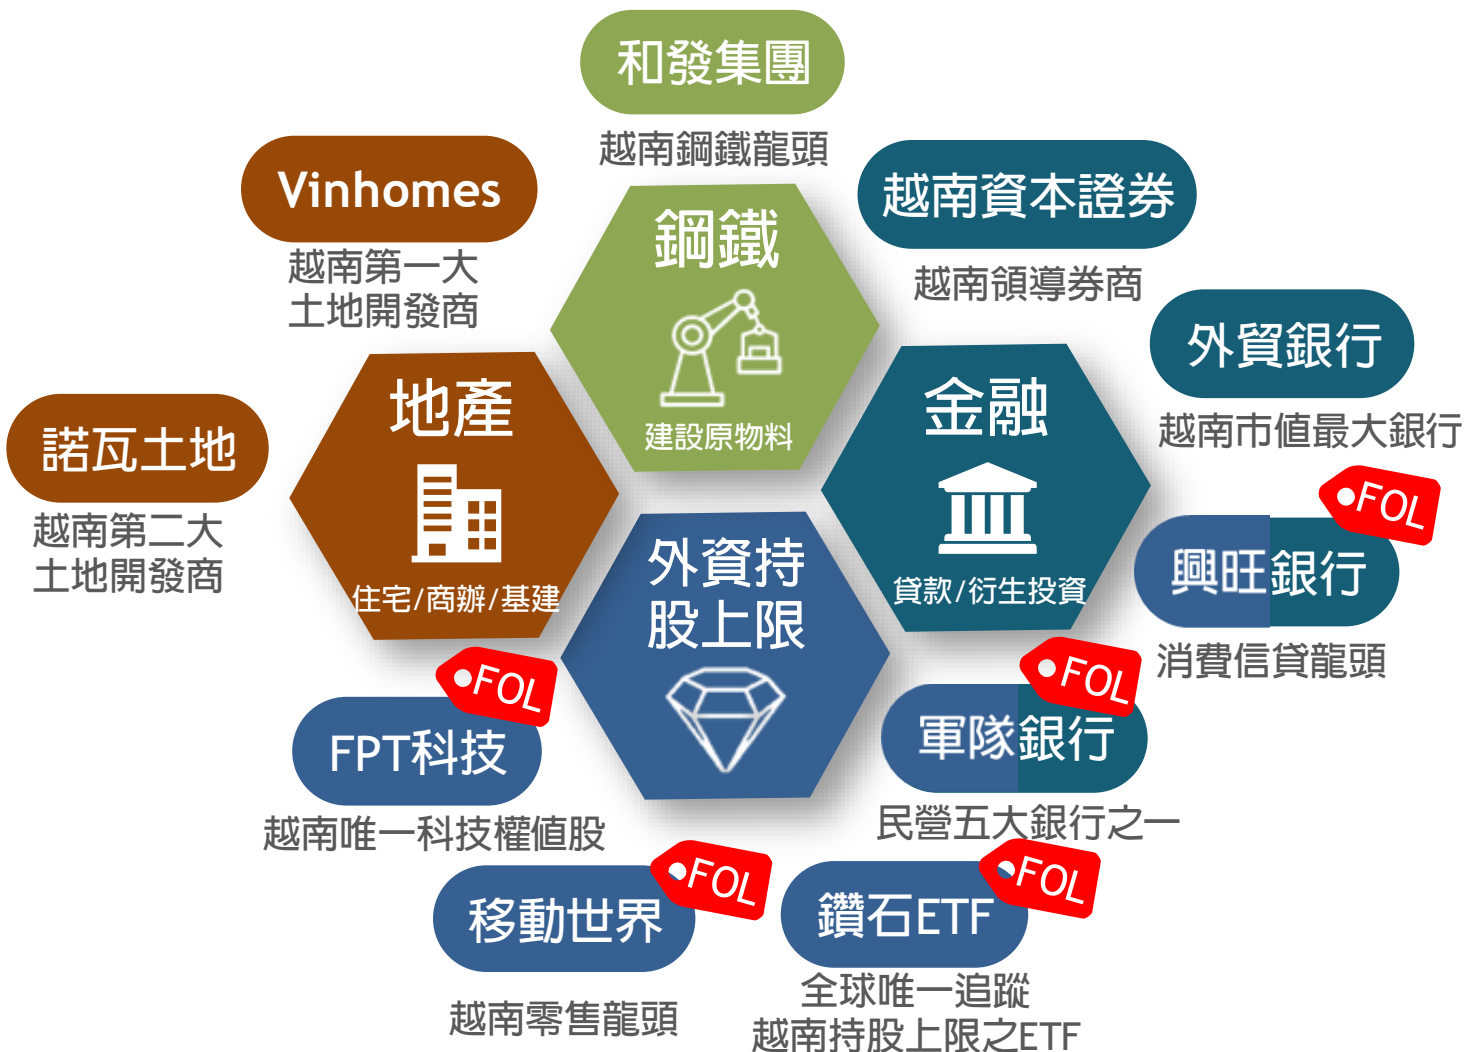 和發集團
越南鋼鐵龍頭
Vinhomes
越南第一大
土地開發商
越南資本證券
越南領導券商
鋼鐵
建設原物料
外貿銀行
越南市值最大銀行
地產
住宅/商辦/基建
金融
貸款/衍生投資
諾瓦土地
越南第二大
土地開發商
FOL
興旺銀行
消費信貸龍頭
外資持
股上限
FOL
FPT科技
越南唯一科技權值股
FOL
軍隊銀行
民營五大銀行之一
FOL
移動世界
越南零售龍頭
FOL
鑽石ETF
全球唯一追蹤
越南持股上限之ETF